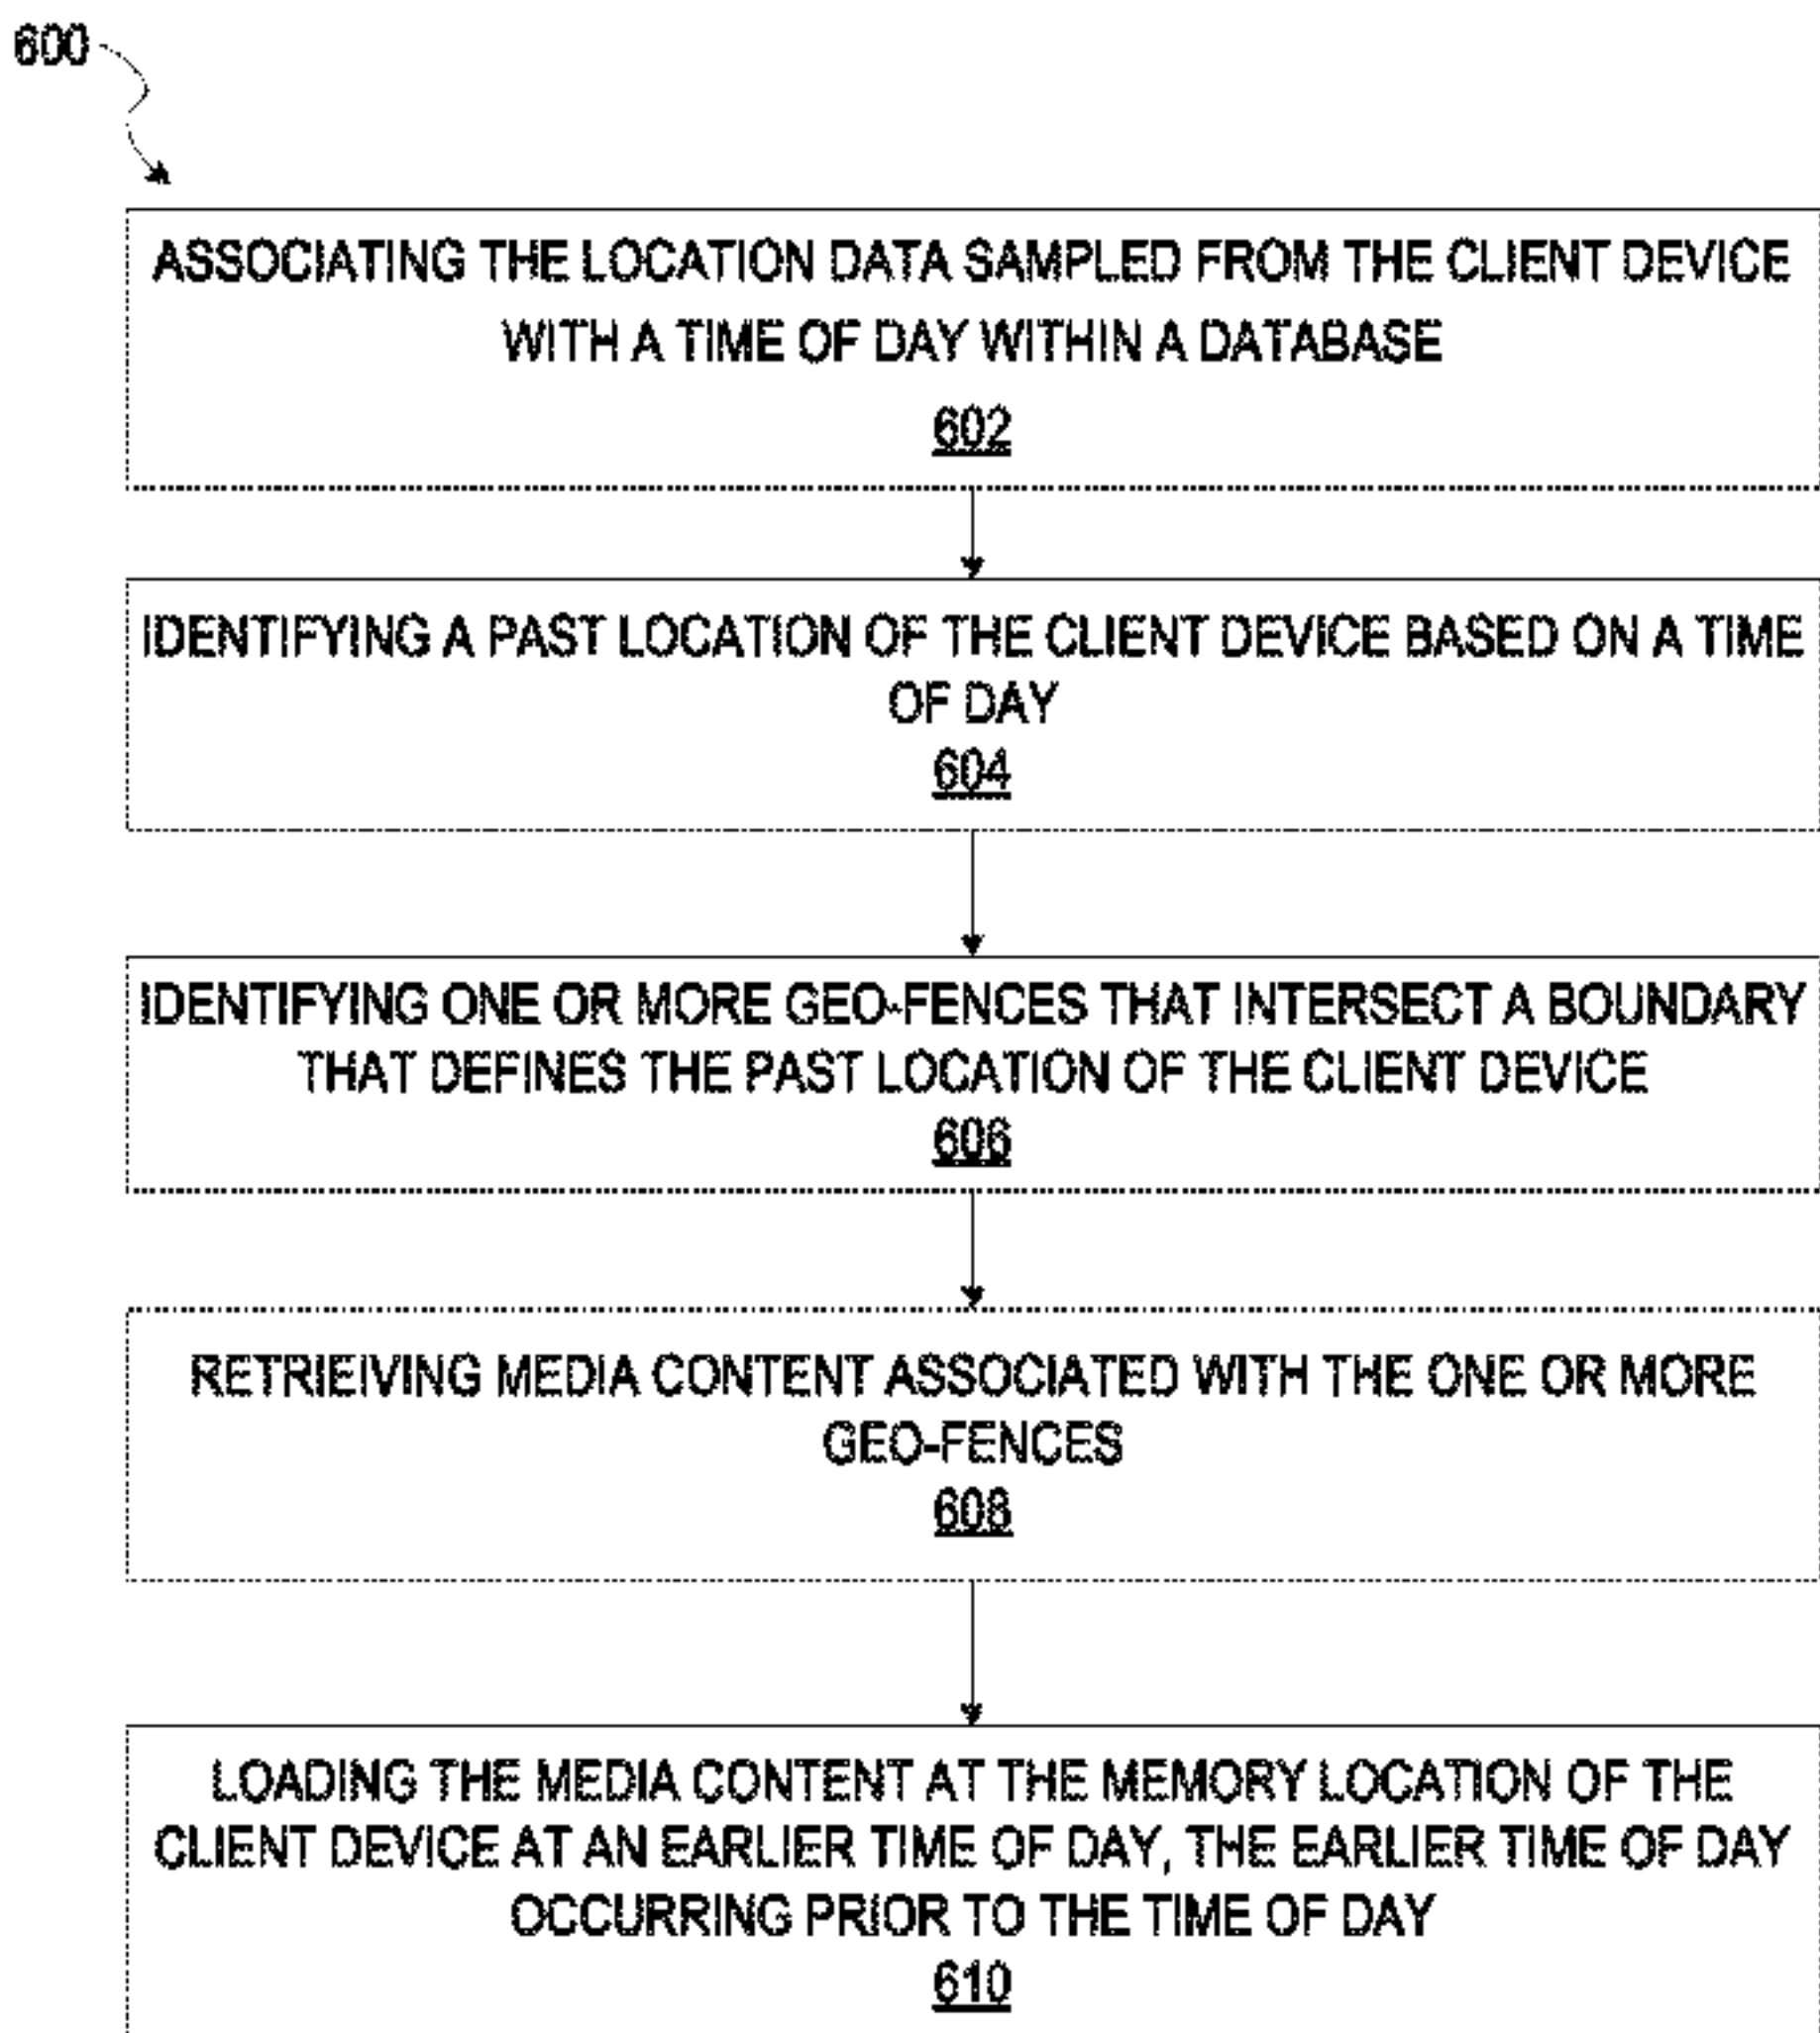 600
ASSOCIATING THE LOCATION DATA SAMPLED FROM THE CLIENT DEVICE
WITH A TIME OF DAY WITHIN A DATABASE
602
IDENTIFYING A PAST LOCATION OF THE CLIENT DEVICE BASED ON A TIME
OF DAY
604
IDENTIFYING ONE OR MORE GEO-FENCES THAT INTERSECT A BOUNDARY
THAT DEFINES THE PAST LOCATION OF THE CLIENT DEVICE
606
RETRIEIVING MEDIA CONTENT ASSOCIATED WITH THE ONE OR MORE
GEO-FENCES
608
LOADING THE MEDIA CONTENT AT THE MEMORY LOCATION OF THE
CLIENT DEVICE AT AN EARLIER TIME OF DAY, THE EARLIER TIME OF DAY
OCCURRING PRIOR TO THE TIME OF DAY
610